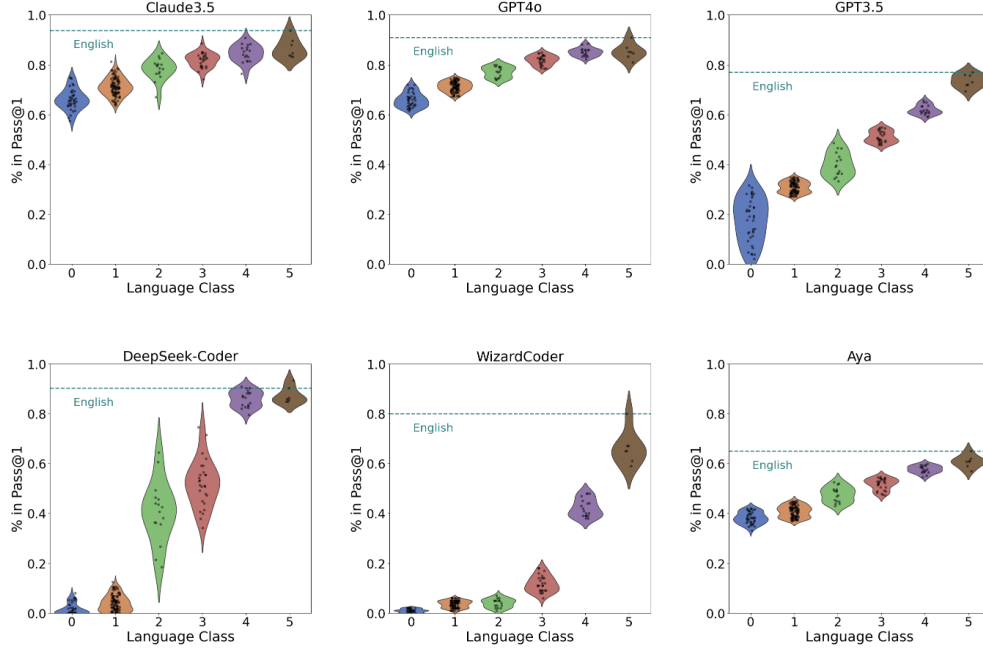 Claude3.5
1.0
0.8
0.6
0.4
0.2
0.0
% in Pass@1
English
0 1 2 3 4 5
Language Class
GPT4o
1.0
0.8
0.6
0.4
0.2
0.0
% in Pass@1
English
0 1 2 3 4 5
Language Class
GPT3.5
1.0
0.8
0.6
0.4
0.2
0.0
% in Pass@1
English
0 1 2 3 4 5
Language Class
DeepSeek-Coder
1.0
0.8
0.6
0.4
0.2
0.0
% in Pass@1
English
0 1 2 3 4 5
Language Class
WizardCoder
1.0
0.8
0.6
0.4
0.2
0.0
% in Pass@1
English
0 1 2 3 4 5
Language Class
Aya
1.0
0.8
0.6
0.4
0.2
0.0
% in Pass@1
English
0 1 2 3 4 5
Language Class